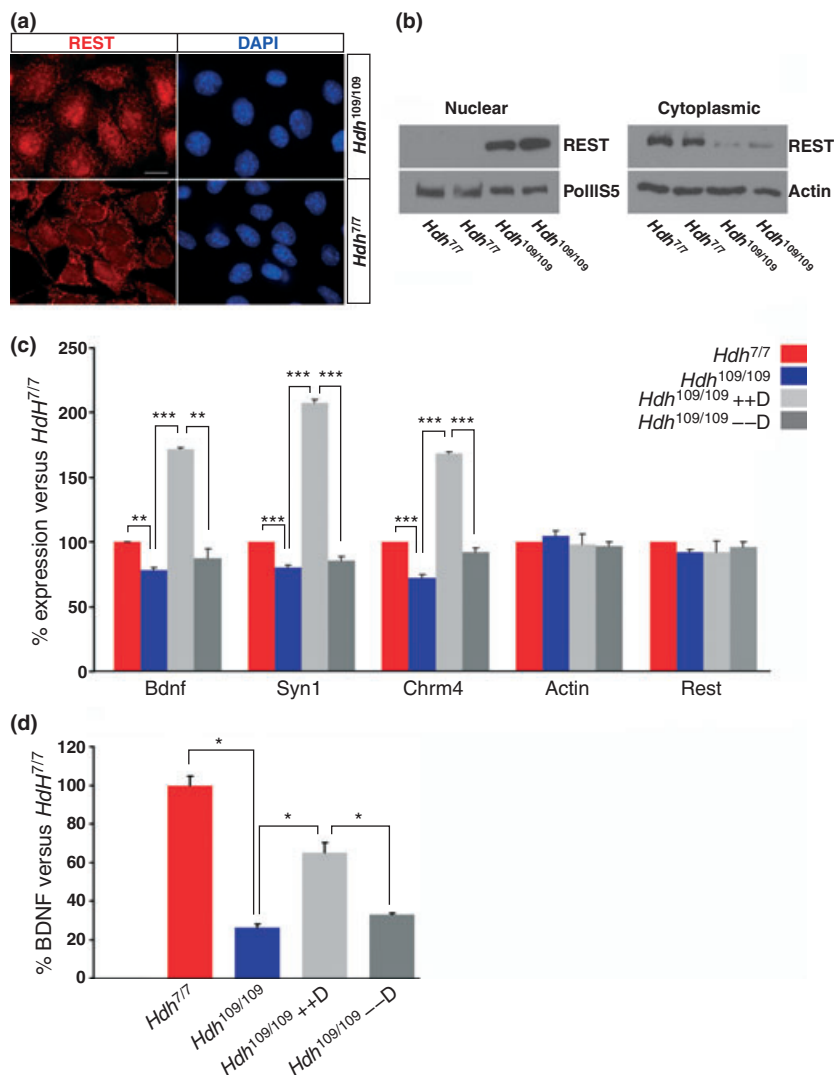 (a)
REST DAPI
Hdh109/109
Hdh7/7
(b)
Nuclear Cytoplasmic
REST REST
PolIIS5 Actin
Hdh7/7 Hdh7/7 Hdh109/109 Hdh109/109 Hdh7/7 Hdh7/7 Hdh109/109 Hdh109/109
(c)
% expression versus HdH7/7
250
200
150
100
50
0
*** ** *** *** *** ***
** *** ***
Bdnf Syn1 Chrm4 Actin Rest
Hdh7/7
Hdh109/109
Hdh109/109 ++D
Hdh109/109 −−D
(d)
% BDNF versus HdH7/7
120
100
80
60
40
20
0
*
* *
Hdh7/7 Hdh109/109 Hdh109/109 ++D Hdh109/109 −−D